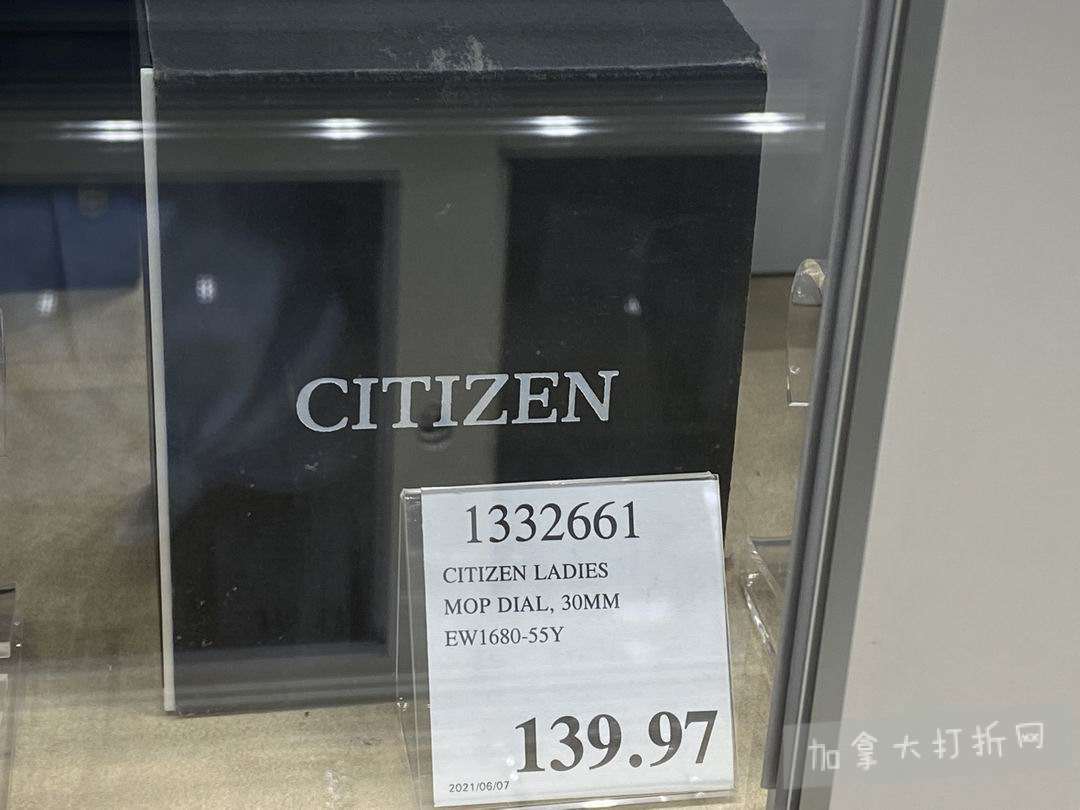 CITIZEN
1332661
CITIZEN LADIES
MOP DIAL, 30MM
EW1680-55Y
139.97
2021/06/07
加拿大打折网